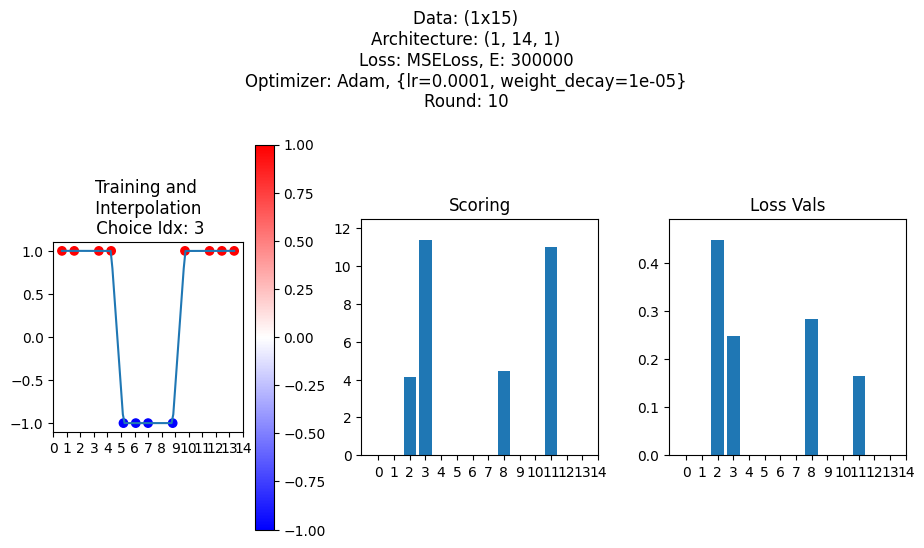 Data: (1x15)
Architecture: (1, 14, 1)
Loss: MSELoss, E: 300000
Optimizer: Adam, {lr=0.0001, weight_decay=1e-05}
Round: 10
Training and
Interpolation
Choice Idx: 3
1.0
0.5
0.0
−0.5
−1.0
0 1 2 3 4 5 6 7 8 9 10 11 12 13 14
1.00
0.75
0.50
0.25
0.00
−0.25
−0.50
−0.75
−1.00
Scoring
12
10
8
6
4
2
0
0 1 2 3 4 5 6 7 8 9 10 11 12 13 14
Loss Vals
0.4
0.3
0.2
0.1
0.0
0 1 2 3 4 5 6 7 8 9 10 11 12 13 14